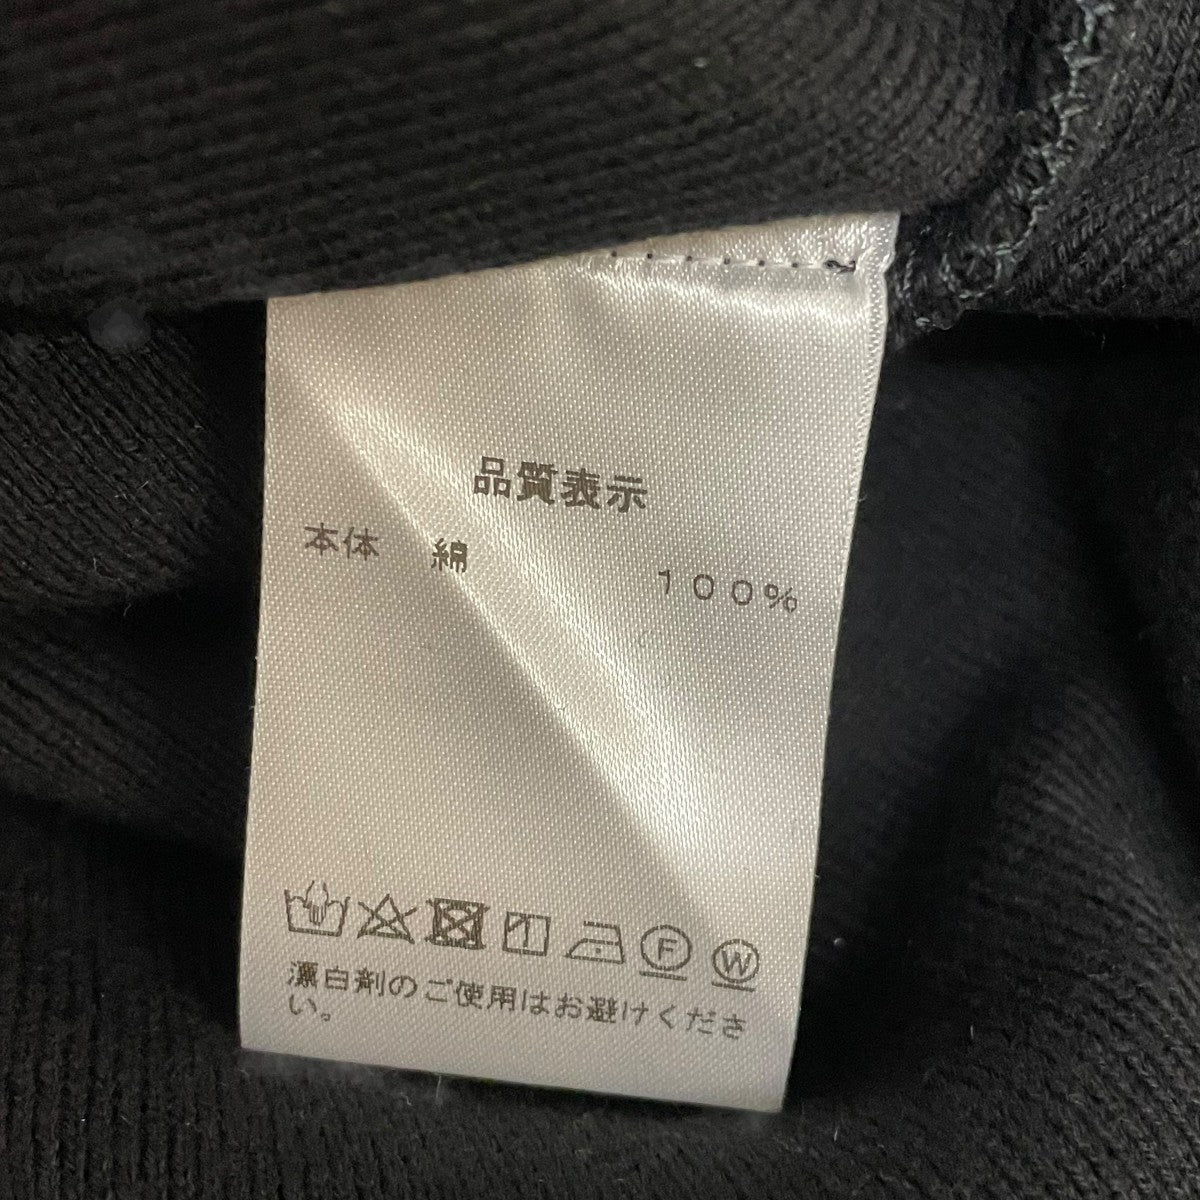 品質表示
本体 綿 100%
F W
漂白剤のご使用はお避けくださ
い。